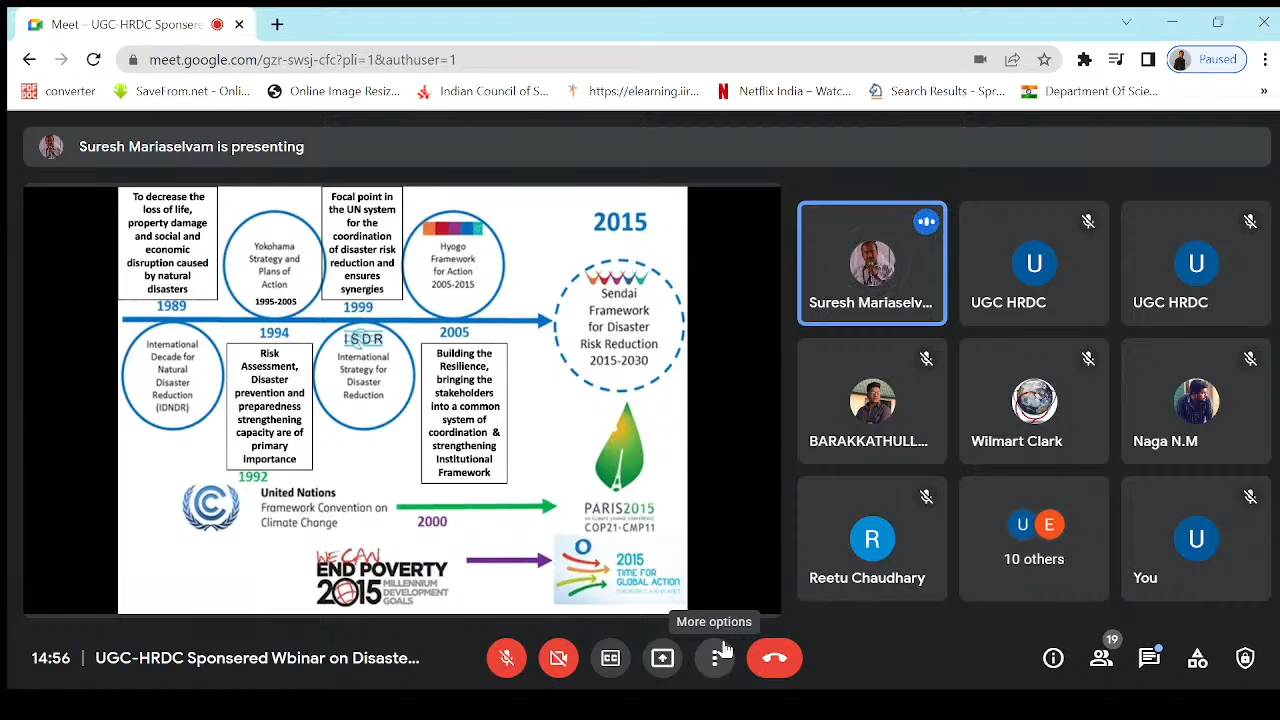 Meet – UGC-HRDC Sponsere
meet.google.com/gzr-swsj-cfc?pli=1&authuser=1
Paused
PDF DOC
converter
SaveFrom.net - Onli...
Online Image Resiz...
Indian Council of S...
https://elearning.iir...
Netflix India – Watc...
Search Results - Spr...
Department Of Scie...
»
Suresh Mariaselvam is presenting
To decrease the
loss of life,
property damage
and social and
economic
disruption caused
by natural
disasters
1989
Yokohama
Strategy and
Plans of
Action
1995-2005
Focal point in
the UN system
for the
coordination
of disaster risk
reduction and
ensures
synergies
1999
Hyogo
Framework
for Action
2005-2015
2015
Sendai
Framework
for Disaster
Risk Reduction
2015-2030
International
Decade for
Natural
Disaster
Reduction
(IDNDR)
1994
Risk
Assessment,
Disaster
prevention and
preparedness
strengthening
capacity are of
primary
importance
ISDR
International
Strategy for
Disaster
Reduction
2005
Building the
Resilience,
bringing the
stakeholders
into a common
system of
coordination &
strengthening
Institutional
Framework
1992
United Nations
Framework Convention on
Climate Change
PARIS2015
UN CLIMATE CHANGE CONFERENCE
COP21·CMP11
2000
WE CAN
END POVERTY
2015 MILLENNIUM
DEVELOPMENT
GOALS
2015
TIME FOR
GLOBAL ACTION
Suresh Mariaselv...
UGC HRDC
U
UGC HRDC
U
BARAKKATHULL...
Wilmart Clark
Naga N.M
R
Reetu Chaudhary
U E
10 others
U
You
More options
14:56
UGC-HRDC Sponsered Wbinar on Disaste...
19